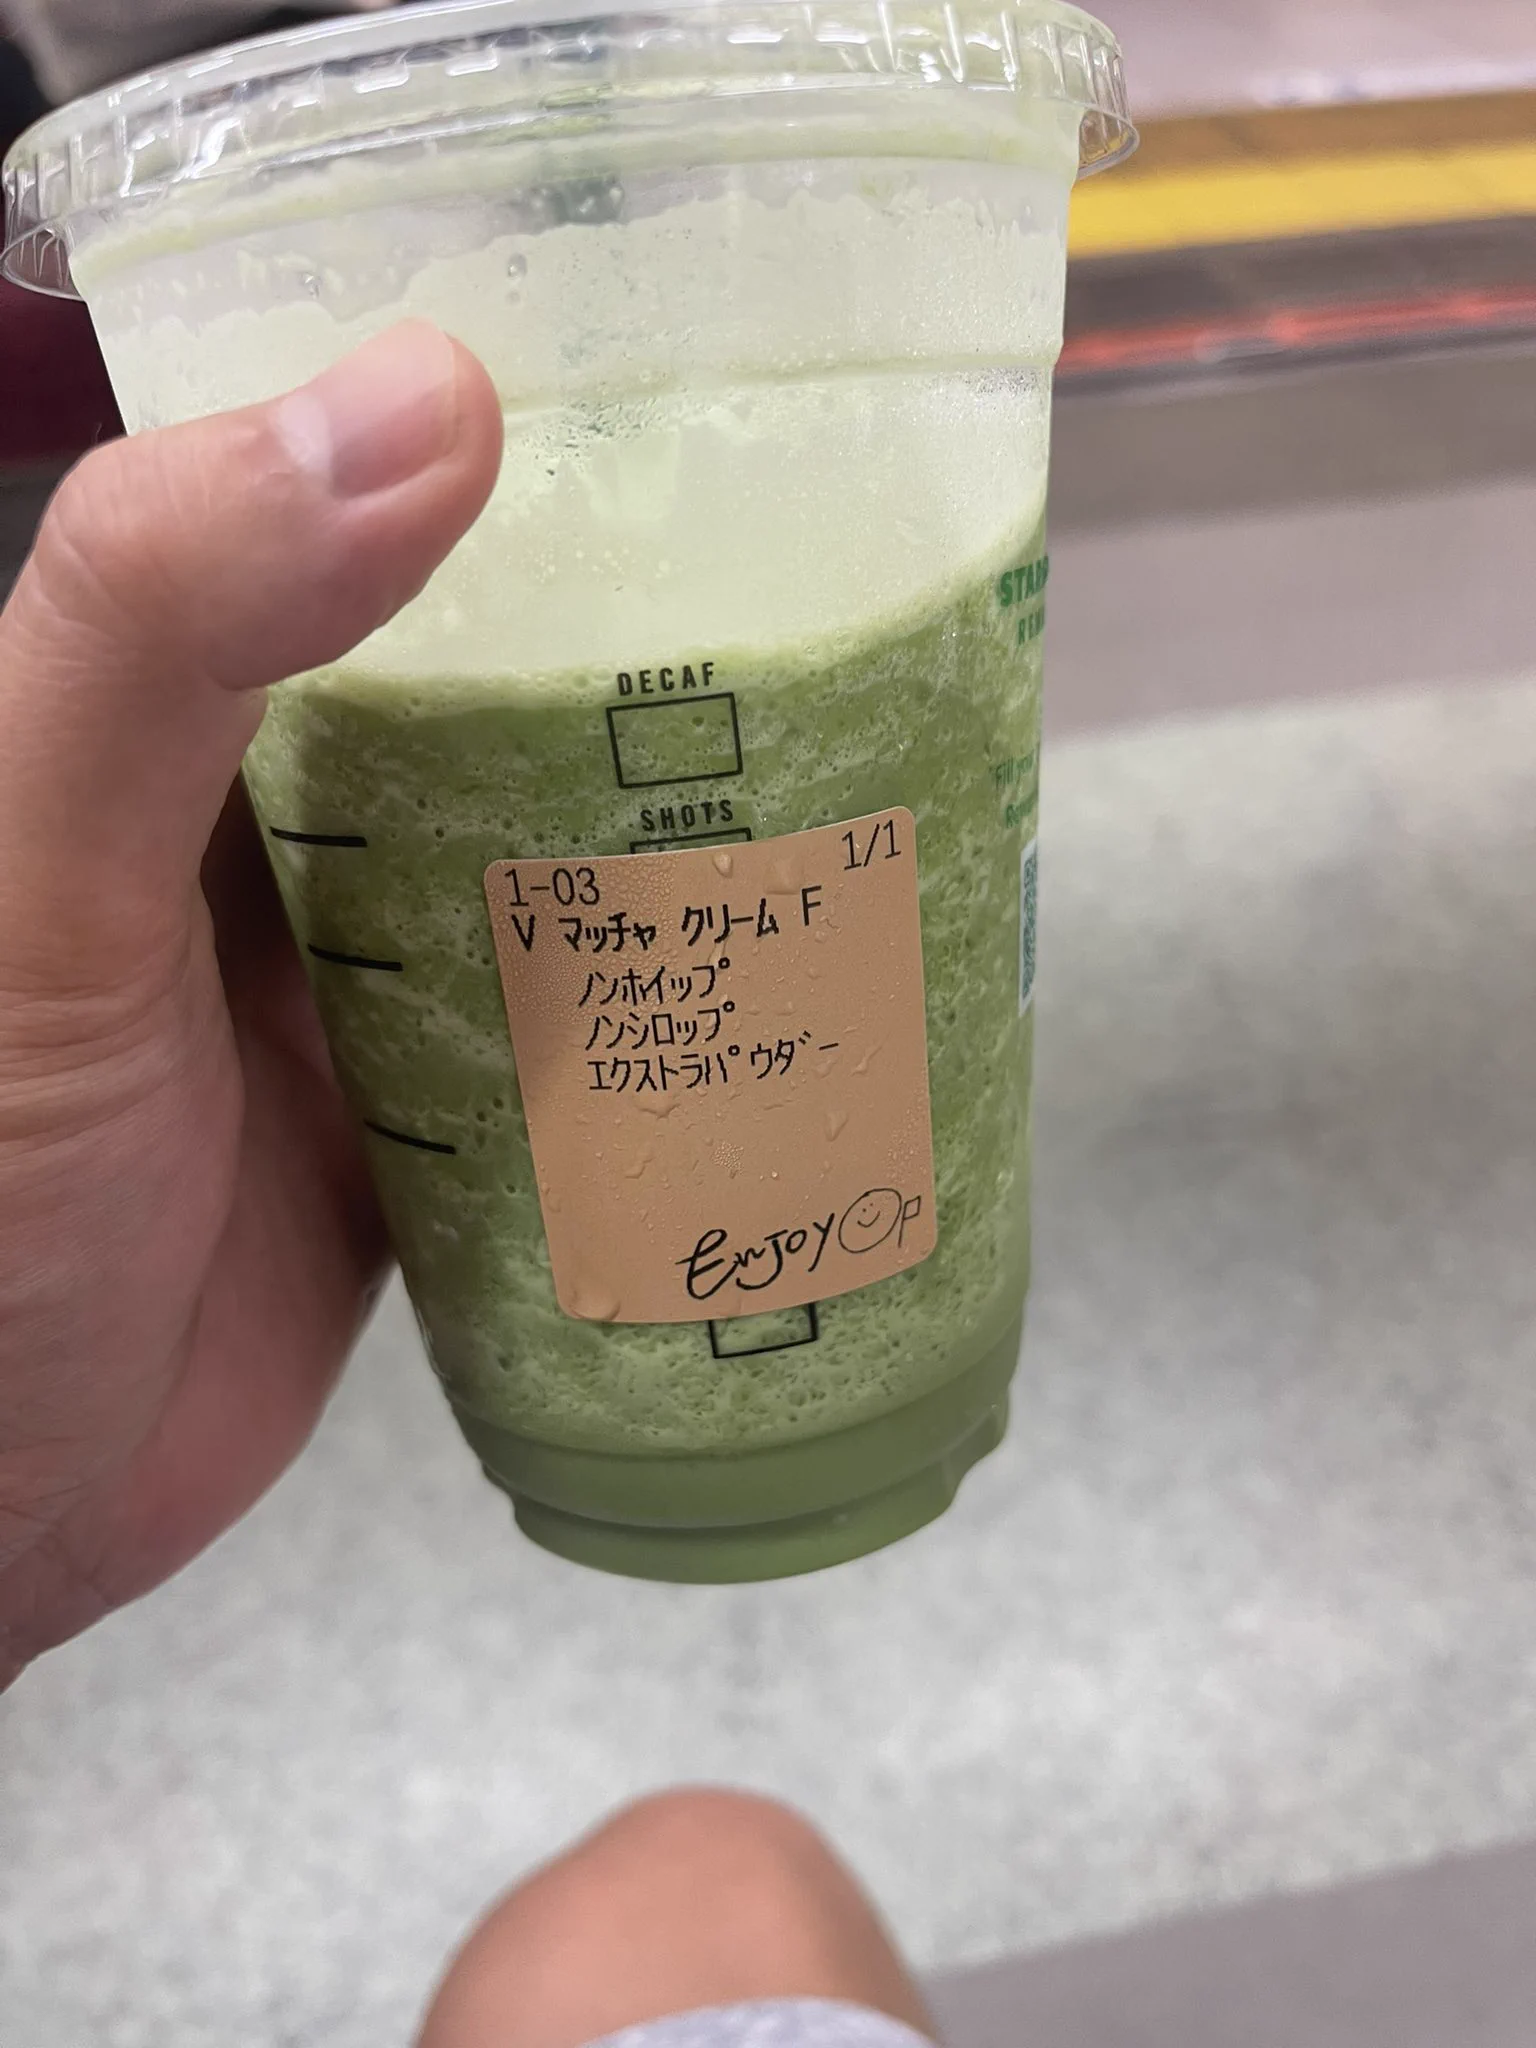 DECAF
SHOTS
1-03 1/1
V マッチャ クリーム F
ノンホイップ
ノンシロップ
エクストラパウダー
Enjoy
Fill